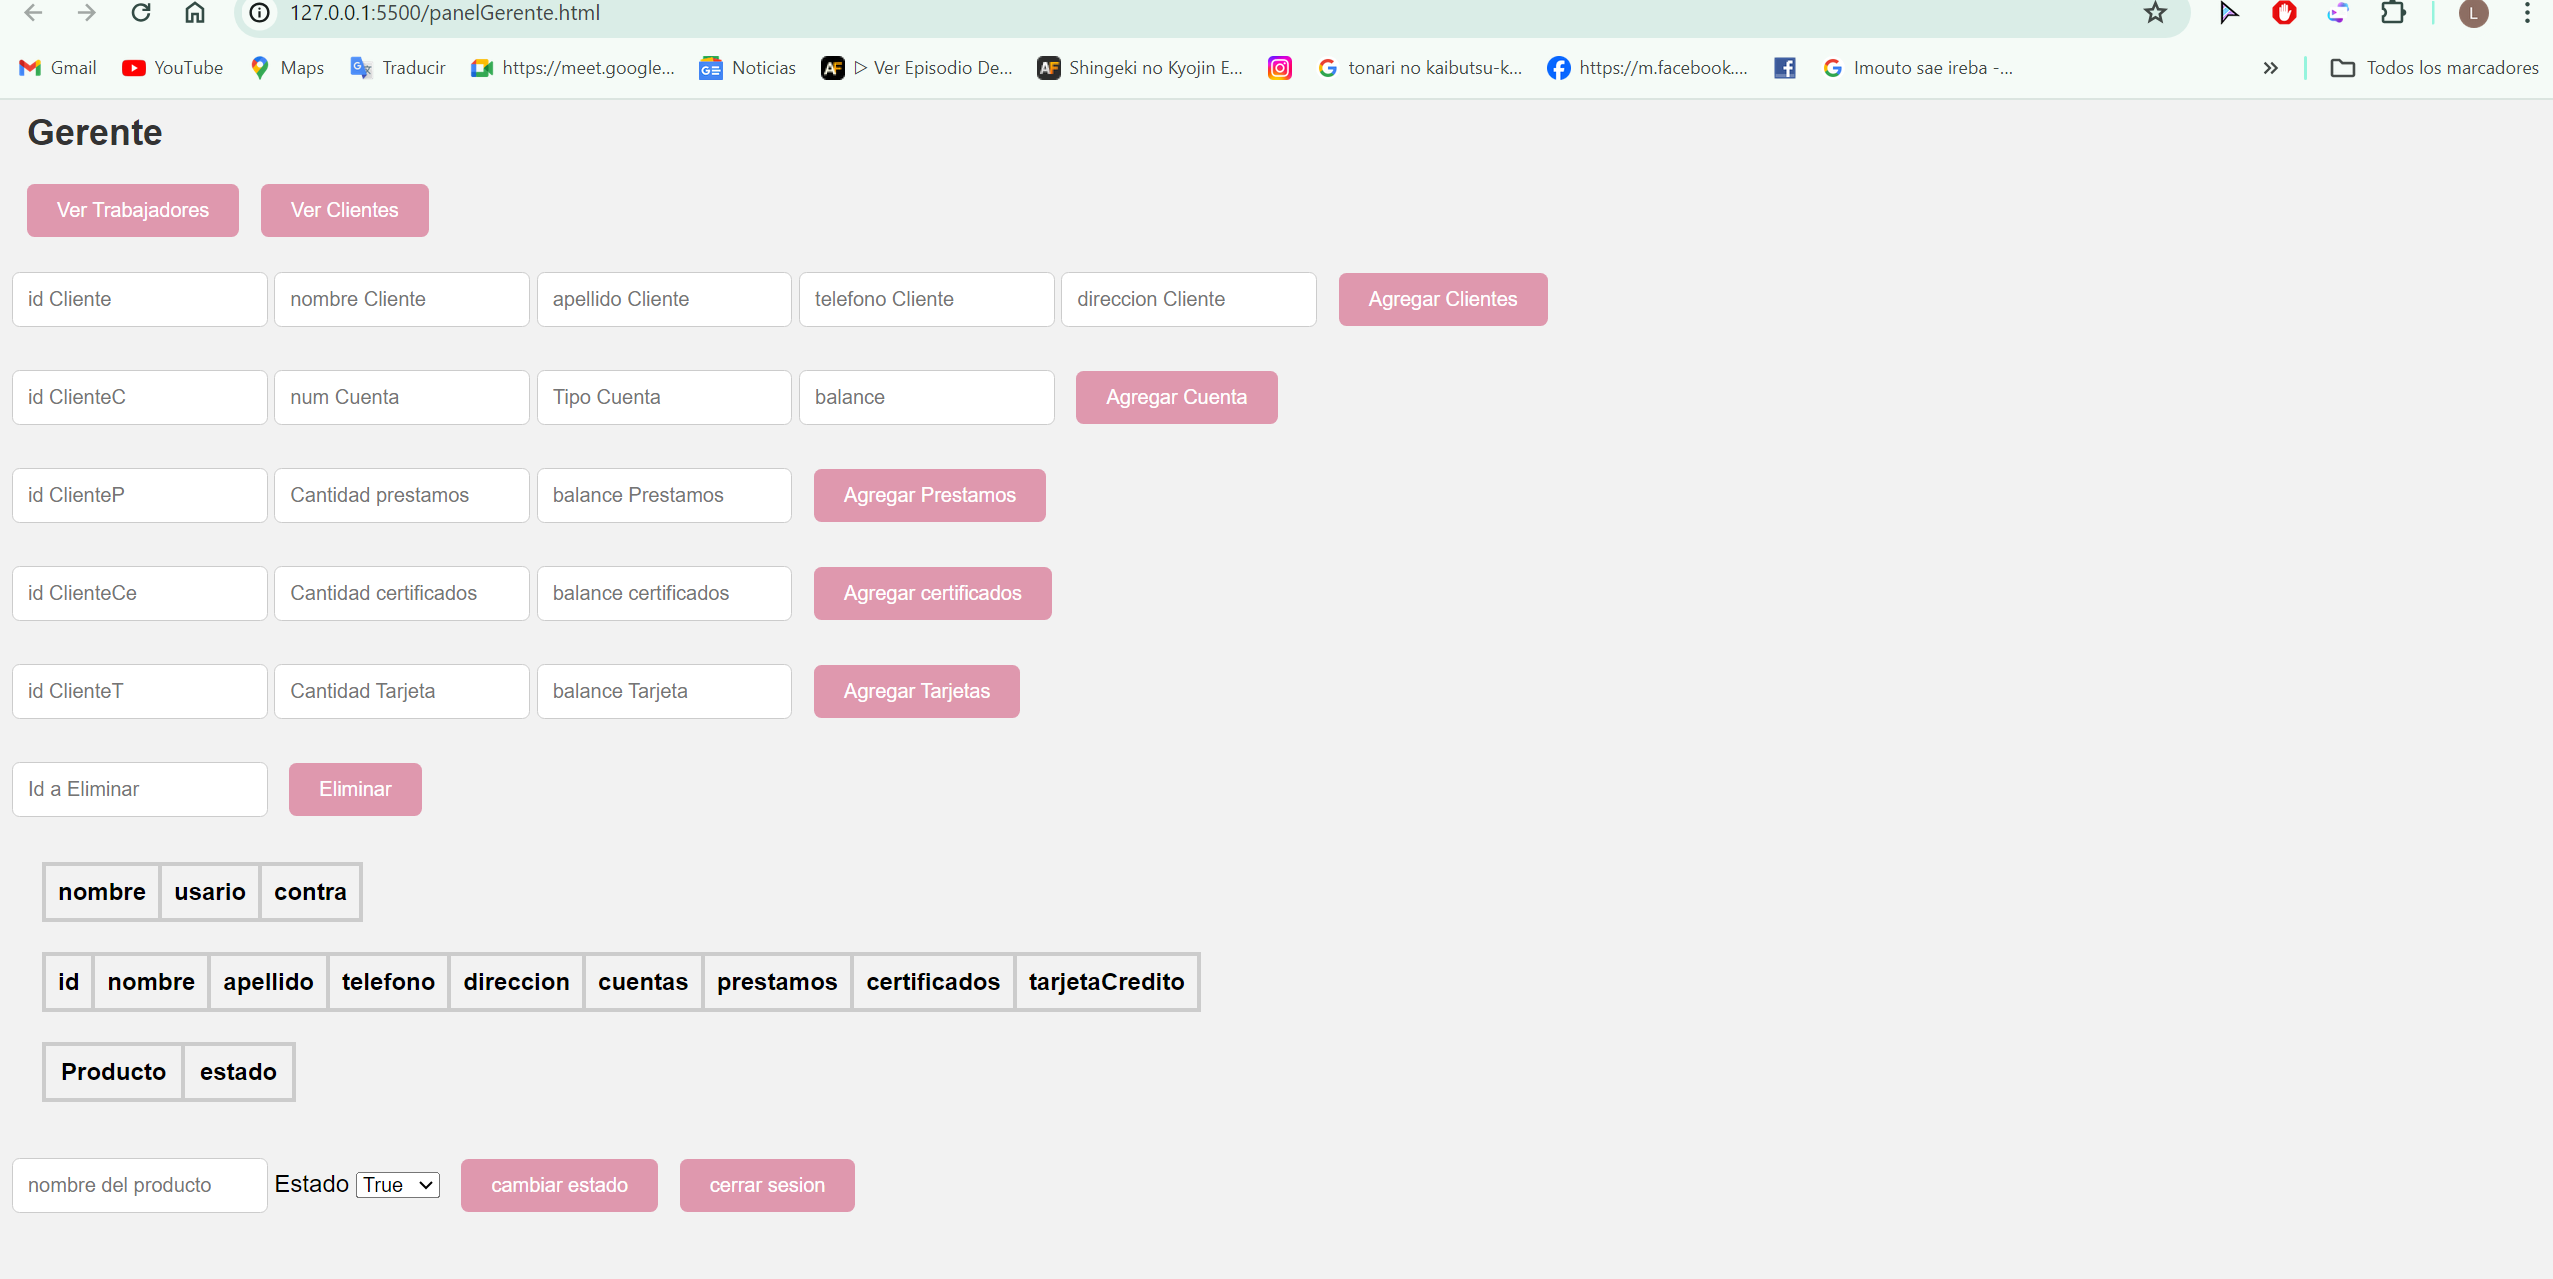 127.0.0.1:5500/panelGerente.html L
Gmail YouTube Maps Traducir https://meet.google... Noticias ▷ Ver Episodio De... Shingeki no Kyojin E... tonari no kaibutsu-k... https://m.facebook.... Imouto sae ireba -... Todos los marcadores
Gerente
Ver Trabajadores Ver Clientes
id Cliente nombre Cliente apellido Cliente telefono Cliente direccion Cliente Agregar Clientes
id ClienteC num Cuenta Tipo Cuenta balance Agregar Cuenta
id ClienteP Cantidad prestamos balance Prestamos Agregar Prestamos
id ClienteCe Cantidad certificados balance certificados Agregar certificados
id ClienteT Cantidad Tarjeta balance Tarjeta Agregar Tarjetas
Id a Eliminar Eliminar
nombre usario contra
id nombre apellido telefono direccion cuentas prestamos certificados tarjetaCredito
Producto estado
nombre del producto Estado True cambiar estado cerrar sesion